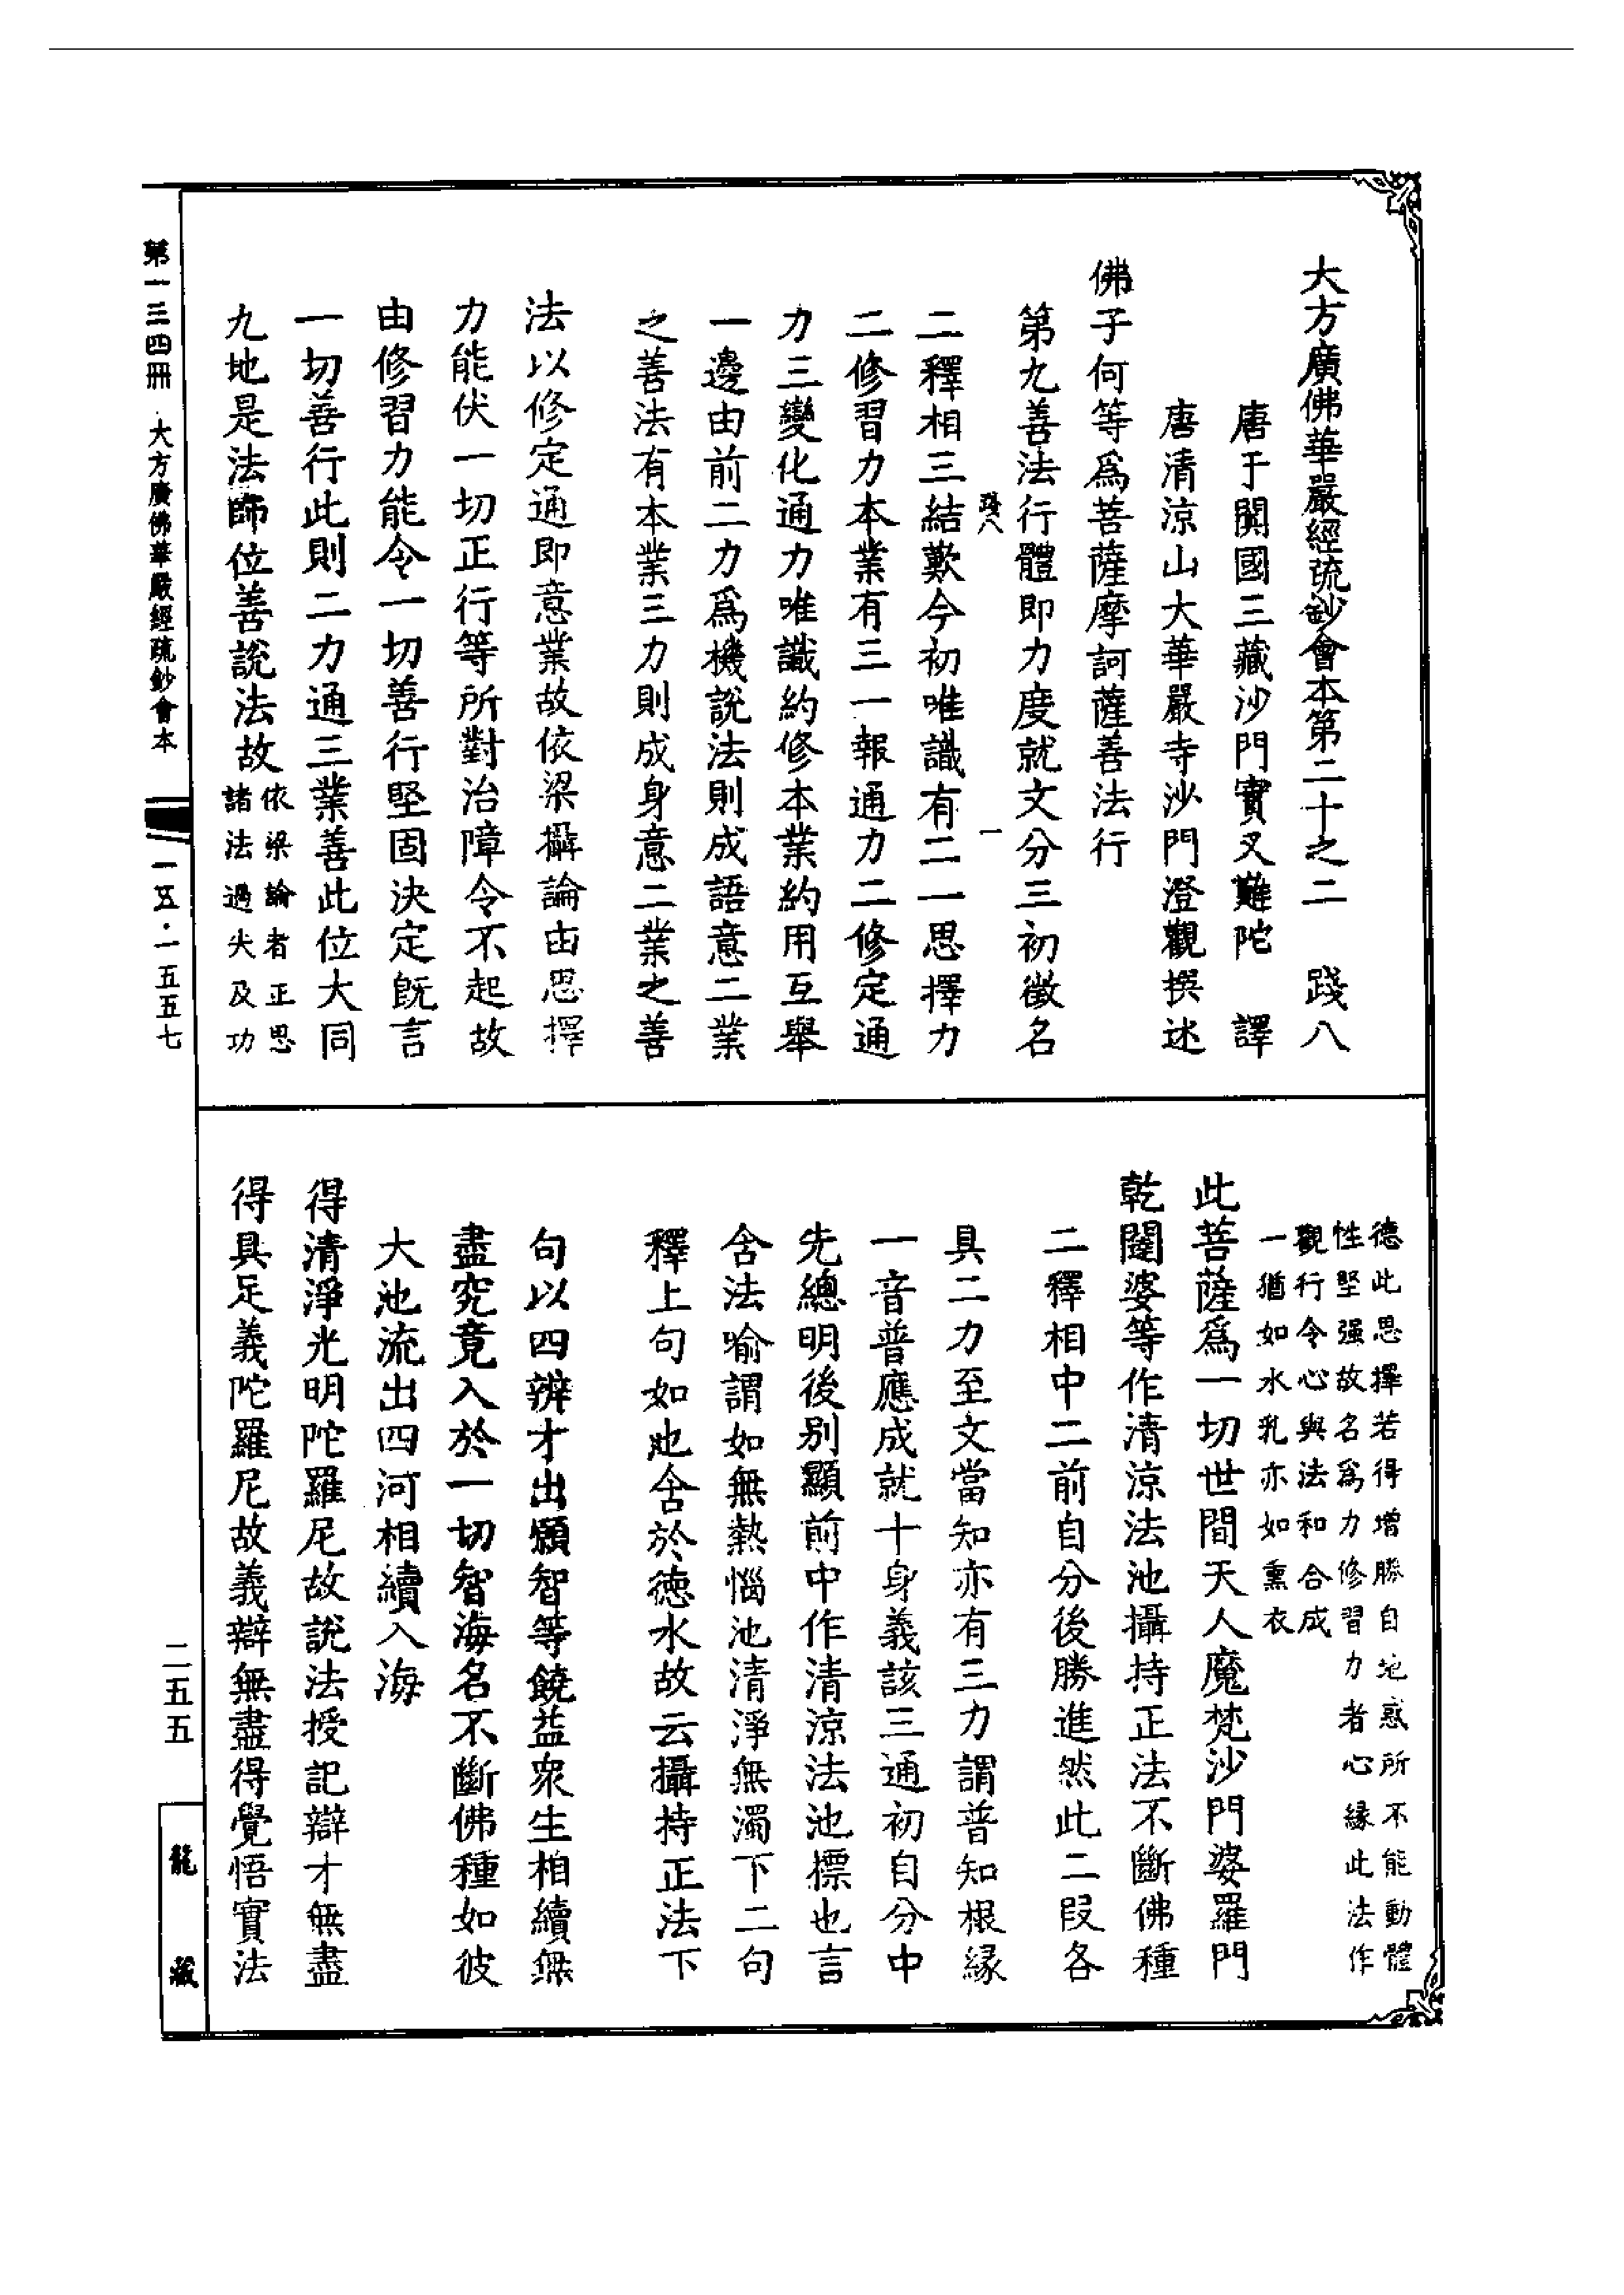 大方廣佛華嚴經疏鈔會本第二十之二　踐八
唐于闐國三藏沙門實叉難陀　譯
唐清涼山大華嚴寺沙門澄觀撰述
佛子何等爲菩薩摩訶薩善法行
第九善法行體即力度就文分三初徵名
踐八　一
二釋相三結歎今初唯識有二一思擇力
二修習力本業有三一報通力二修定通
力三變化通力唯識約修本業約用互舉
一邊由前二力爲機說法則成語意二業
之善法有本業三力則成身意二業之善
法以修定通即意業故依梁攝論由思擇
力能伏一切正行等所對治障令不起故
由修習力能令一切善行堅固決定旣言
一切善行此則二力通三業善此位大同
九地是法師位善說法故
依梁論者正思
諸法過失及功
德此思擇若得增勝自地惑所不能動體
性堅强故名爲力修習力者心緣此法作
觀行令心與法和合成
一猶如水乳亦如熏衣
此菩薩爲一切世間天人魔梵沙門婆羅門
乾闥婆等作清涼法池攝持正法不斷佛種
二釋相中二前自分後勝進然此二段各
具二力至文當知亦有三力謂普知根緣
一音普應成就十身義該三通初自分中
先總明後別顯前中作清涼法池摽也言
含法喻謂如無熱惱池清淨無濁下二句
釋上句如池含於德水故云攝持正法下
句以四辨才出願智等饒益衆生相續無
盡究竟入於一切智海名不斷佛種如彼
大池流出四河相續入海
得清淨光明陀羅尼故說法授記辯才無盡
得具足義陀羅尼故義辯無盡得覺悟實法
第一三四冊　大方廣佛華嚴經疏鈔會本
一五·一五五七
二五五
龍藏